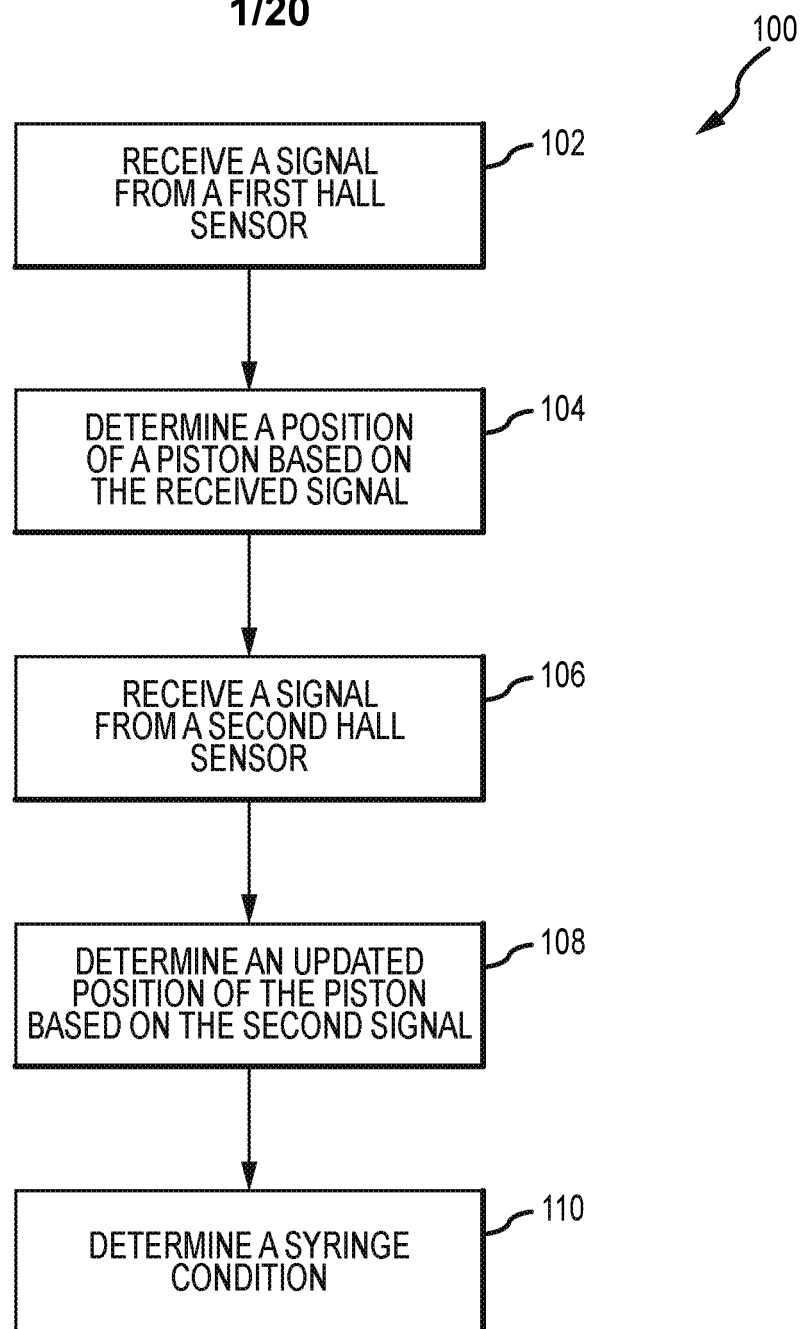 1/20
100
RECEIVE A SIGNAL
FROM A FIRST HALL
SENSOR
102
DETERMINE A POSITION
OF A PISTON BASED ON
THE RECEIVED SIGNAL
104
RECEIVE A SIGNAL
FROM A SECOND HALL
SENSOR
106
DETERMINE AN UPDATED
POSITION OF THE PISTON
BASED ON THE SECOND SIGNAL
108
DETERMINE A SYRINGE
CONDITION
110